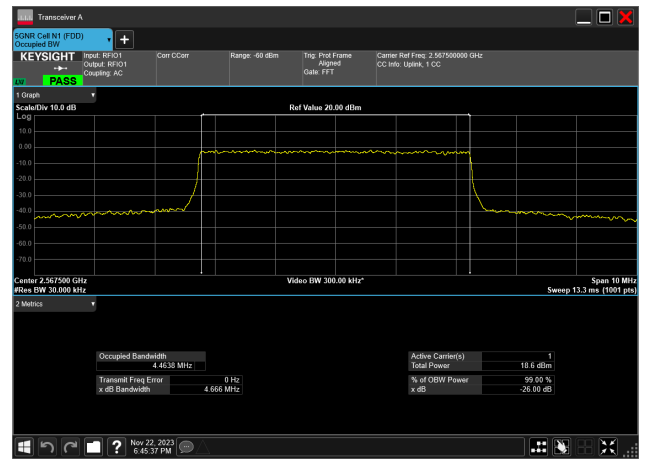 Transceiver A
5GNR Cell N1 (FDD)
Occupied BW
KEYSIGHT
Input: RFIO1
Output: RFIO1
Coupling: AC
Corr CCorr
Range: -60 dBm
Trig: Prot Frame
Aligned
Gate: FFT
Carrier Ref Freq: 2.567500000 GHz
CC Info: Uplink, 1 CC
PASS
1 Graph
Scale/Div 10.0 dB
Ref Value 20.00 dBm
Log
10.0
0.00
-10.0
-20.0
-30.0
-40.0
-50.0
-60.0
-70.0
Center 2.567500 GHz
Video BW 300.00 kHz*
Span 10 MHz
#Res BW 30.000 kHz
Sweep 13.3 ms (1001 pts)
2 Metrics
Occupied Bandwidth
4.4638 MHz
Transmit Freq Error 0 Hz
x dB Bandwidth 4.666 MHz
Active Carrier(s) 1
Total Power 18.6 dBm
% of OBW Power 99.00 %
x dB -26.00 dB
Nov 22, 2023
6:45:37 PM